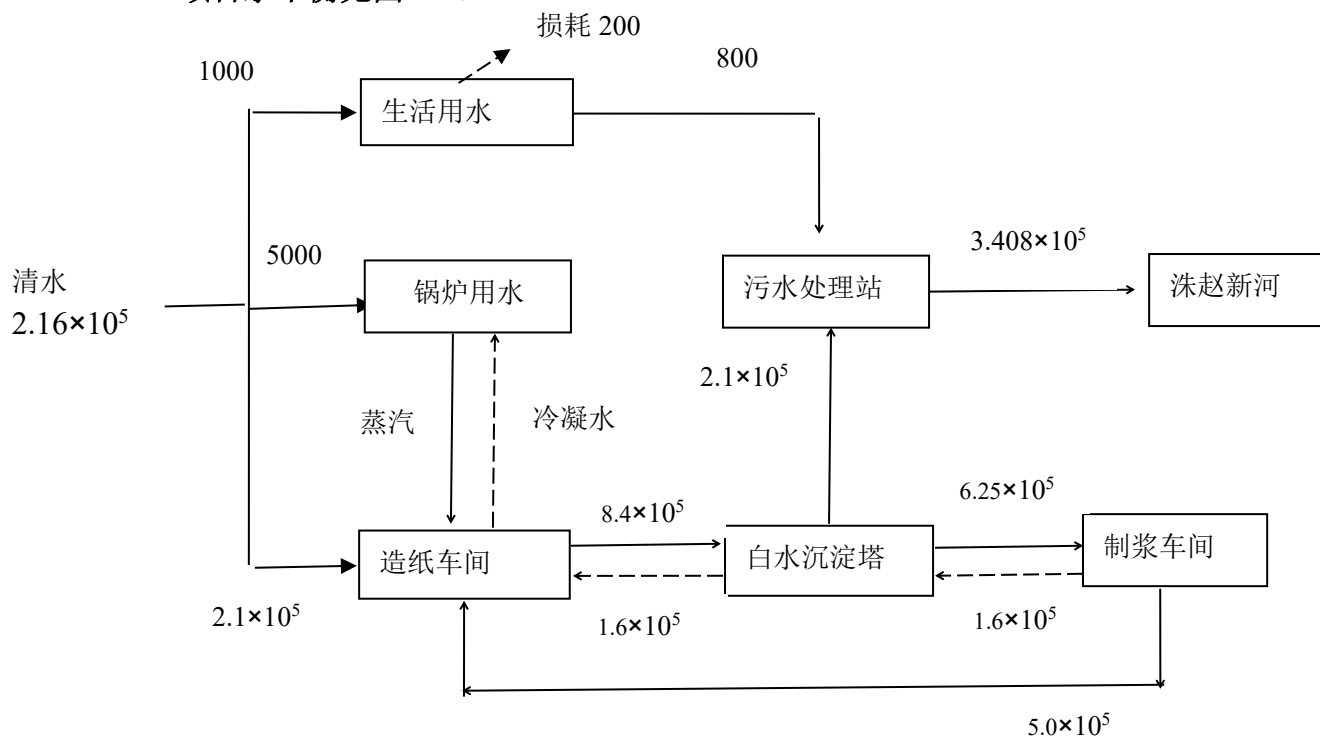 损耗 200
1000
800
生活用水
清水
2.16×10⁵
5000
锅炉用水
污水处理站
3.408×10⁵
洙赵新河
蒸汽
冷凝水
2.1×10⁵
造纸车间
8.4×10⁵
白水沉淀塔
6.25×10⁵
制浆车间
2.1×10⁵
1.6×10⁵
1.6×10⁵
5.0×10⁵